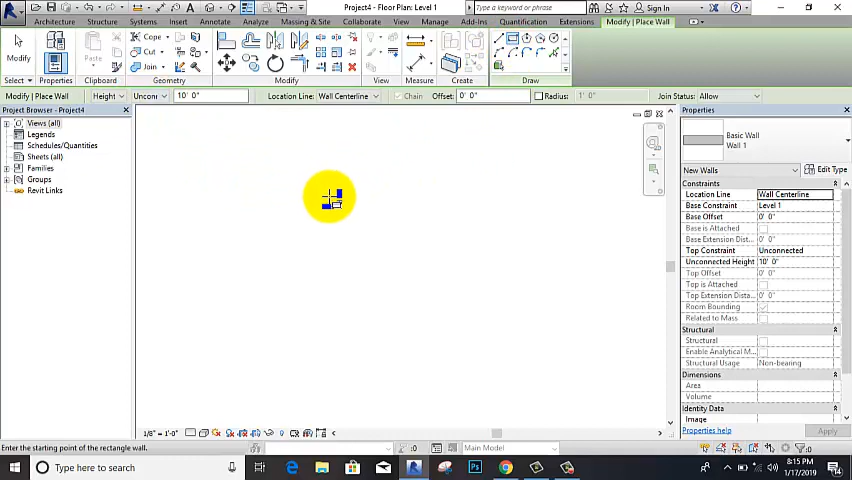 Project4 - Floor Plan: Level 1
Type a keyword or phrase
Sign In
Architecture Structure Systems Insert Annotate Analyze Massing & Site Collaborate View Manage Add-Ins Quantification Extensions Modify | Place Wall
Modify
Cope
Cut
Join
Paste
Select Properties Clipboard Geometry Modify View Measure Create Draw
Modify | Place Wall Height Unconn 10' 0" Location Line: Wall Centerline Chain Offset: 0' 0" Radius: 1' 0" Join Status: Allow
Project Browser - Project4
Views (all)
Legends
Schedules/Quantities
Sheets (all)
Families
Groups
Revit Links
Properties
Basic Wall
Wall 1
New Walls Edit Type
Constraints
Location Line Wall Centerline
Base Constraint Level 1
Base Offset 0' 0"
Base is Attached
Base Extension Dist... 0' 0"
Top Constraint Unconnected
Unconnected Height 10' 0"
Top Offset 0' 0"
Top is Attached
Top Extension Dista... 0' 0"
Room Bounding
Related to Mass
Structural
Structural
Enable Analytical M...
Structural Usage Non-bearing
Dimensions
Area
Volume
Identity Data
Image
Properties help Apply
1/8" = 1'-0"
Enter the starting point of the rectangle wall. :0 Main Model :0
Type here to search
8:15 PM
1/17/2019